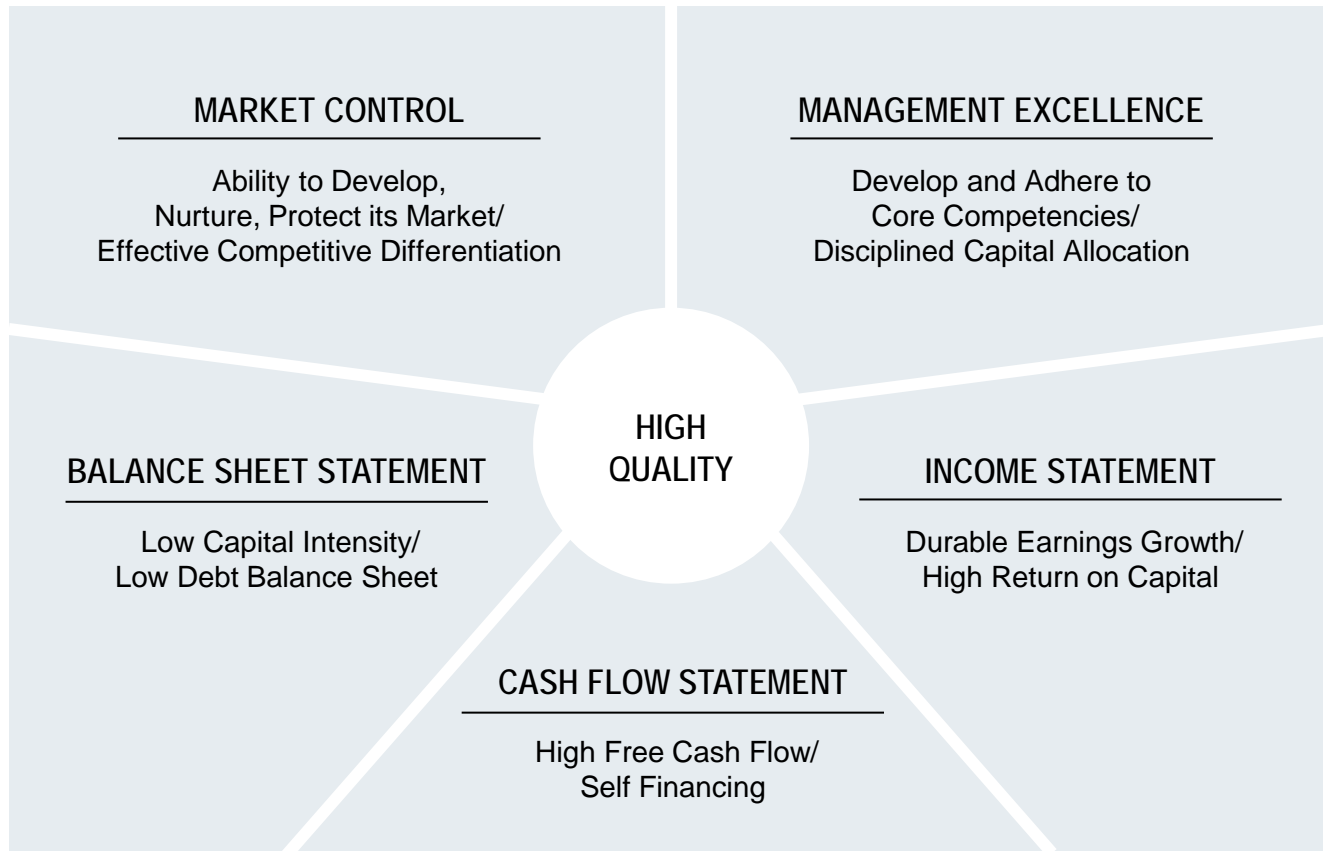 MARKET CONTROL
Ability to Develop,
Nurture, Protect its Market/
Effective Competitive Differentiation
MANAGEMENT EXCELLENCE
Develop and Adhere to
Core Competencies/
Disciplined Capital Allocation
HIGH
QUALITY
BALANCE SHEET STATEMENT
Low Capital Intensity/
Low Debt Balance Sheet
INCOME STATEMENT
Durable Earnings Growth/
High Return on Capital
CASH FLOW STATEMENT
High Free Cash Flow/
Self Financing